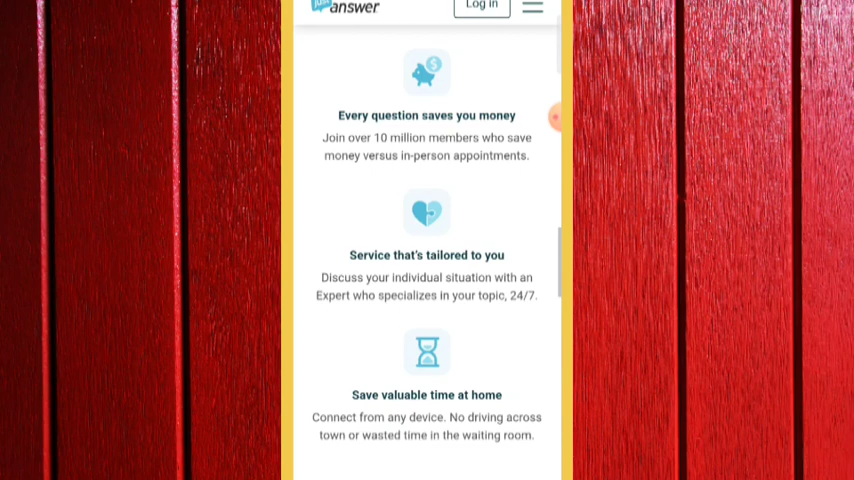 just
answer
Log in
$
Every question saves you money
Join over 10 million members who save
money versus in-person appointments.
Service that's tailored to you
Discuss your individual situation with an
Expert who specializes in your topic, 24/7.
Save valuable time at home
Connect from any device. No driving across
town or wasted time in the waiting room.